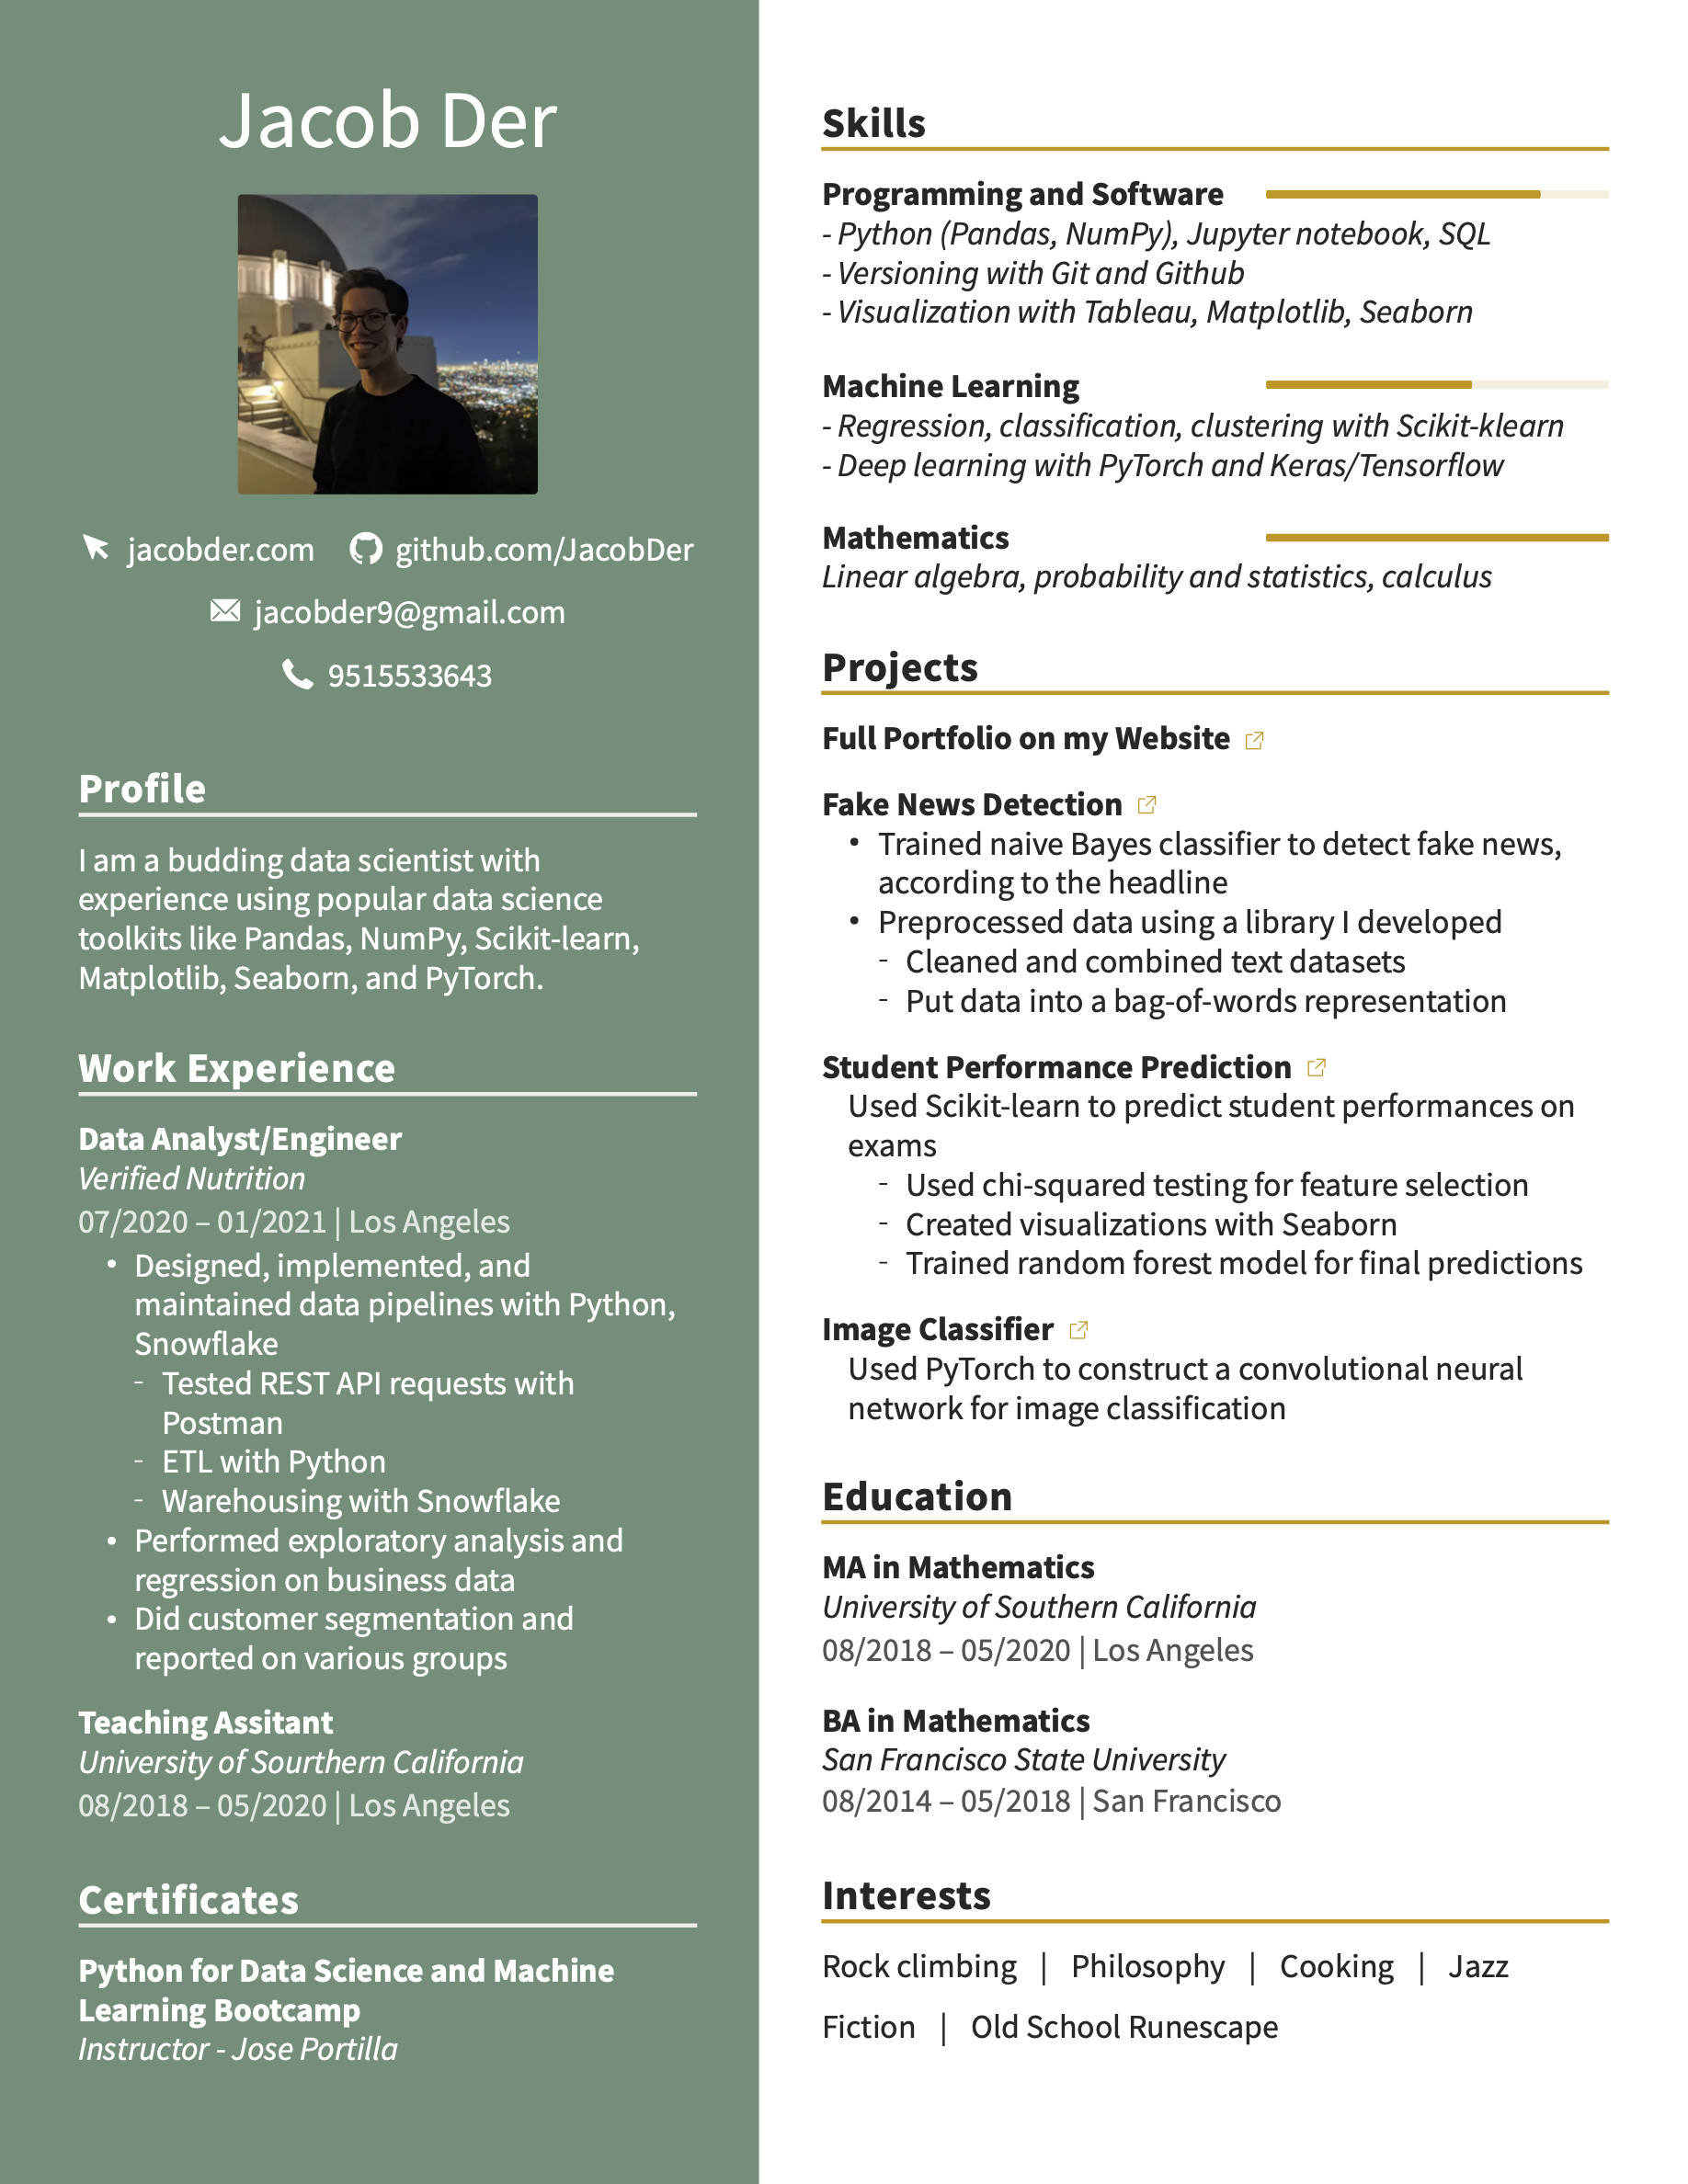 Jacob Der
jacobder.com
github.com/JacobDer
jacobder9@gmail.com
9515533643
Profile
I am a budding data scientist with
experience using popular data science
toolkits like Pandas, NumPy, Scikit-learn,
Matplotlib, Seaborn, and PyTorch.
Work Experience
Data Analyst/Engineer
Verified Nutrition
07/2020 – 01/2021 | Los Angeles
• Designed, implemented, and
maintained data pipelines with Python,
Snowflake
- Tested REST API requests with
Postman
- ETL with Python
- Warehousing with Snowflake
• Performed exploratory analysis and
regression on business data
• Did customer segmentation and
reported on various groups
Teaching Assitant
University of Sourthern California
08/2018 – 05/2020 | Los Angeles
Certificates
Python for Data Science and Machine
Learning Bootcamp
Instructor - Jose Portilla
Skills
Programming and Software
- Python (Pandas, NumPy), Jupyter notebook, SQL
- Versioning with Git and Github
- Visualization with Tableau, Matplotlib, Seaborn
Machine Learning
- Regression, classification, clustering with Scikit-klearn
- Deep learning with PyTorch and Keras/Tensorflow
Mathematics
Linear algebra, probability and statistics, calculus
Projects
Full Portfolio on my Website
Fake News Detection
• Trained naive Bayes classifier to detect fake news,
according to the headline
• Preprocessed data using a library I developed
- Cleaned and combined text datasets
- Put data into a bag-of-words representation
Student Performance Prediction
Used Scikit-learn to predict student performances on
exams
- Used chi-squared testing for feature selection
- Created visualizations with Seaborn
- Trained random forest model for final predictions
Image Classifier
Used PyTorch to construct a convolutional neural
network for image classification
Education
MA in Mathematics
University of Southern California
08/2018 – 05/2020 | Los Angeles
BA in Mathematics
San Francisco State University
08/2014 – 05/2018 | San Francisco
Interests
Rock climbing | Philosophy | Cooking | Jazz
Fiction | Old School Runescape